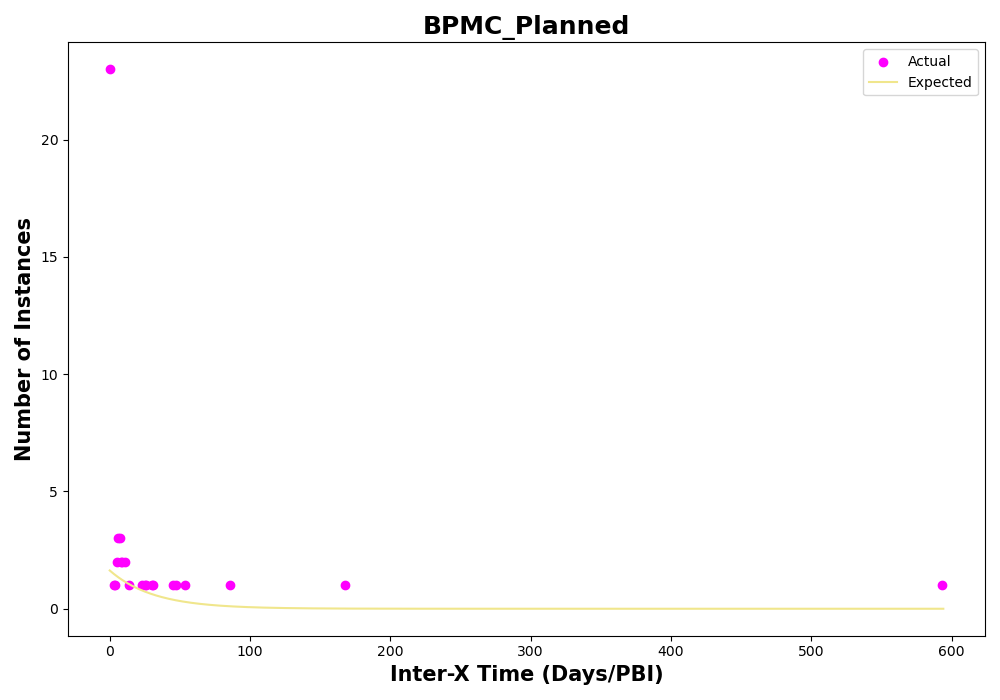 BPMC_Planned
Actual
Expected
Number of Instances
20
15
10
5
0
0 100 200 300 400 500 600
Inter-X Time (Days/PBI)